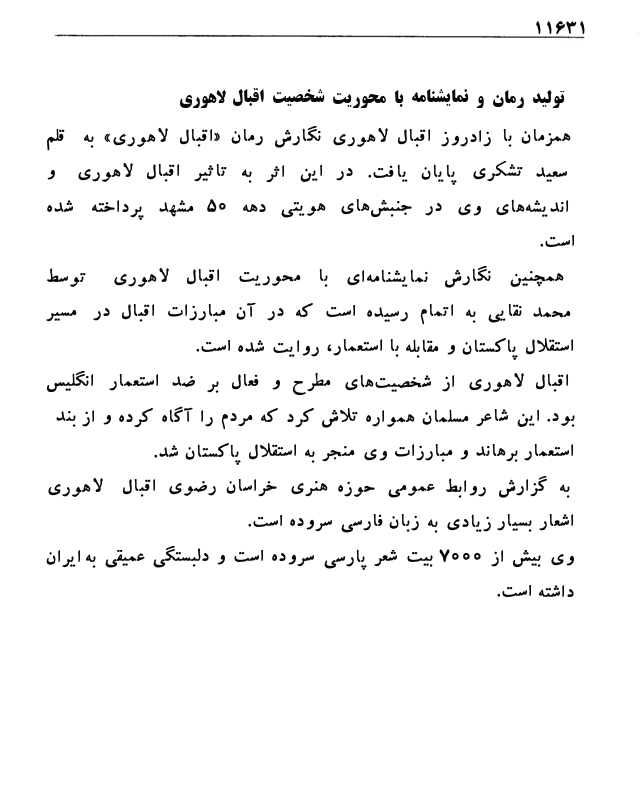 ۱۱۶۳۱
تولید رمان و نمایشنامه با محوریت شخصیت اقبال لاهوری
همزمان با زادروز اقبال لاهوری نگارش رمان «اقبال لاهوری» به قلم
سعید تشکری پایان یافت. در این اثر به تاثیر اقبال لاهوری و
اندیشه‌های وی در جنبش‌های هویتی دهه ۵۰ مشهد پرداخته شده
است.
همچنین نگارش نمایشنامه‌ای با محوریت اقبال لاهوری توسط
محمد نقایی به اتمام رسیده است که در آن مبارزات اقبال در مسیر
استقلال پاکستان و مقابله با استعمار، روایت شده است.
اقبال لاهوری از شخصیت‌های مطرح و فعال بر ضد استعمار انگلیس
بود. این شاعر مسلمان همواره تلاش کرد که مردم را آگاه کرده و از بند
استعمار برهاند و مبارزات وی منجر به استقلال پاکستان شد.
به گزارش روابط عمومی حوزه هنری خراسان رضوی اقبال لاهوری
اشعار بسیار زیادی به زبان فارسی سروده است.
وی بیش از ۷۰۰۰ بیت شعر پارسی سروده است و دلبستگی عمیقی به ایران
داشته است.